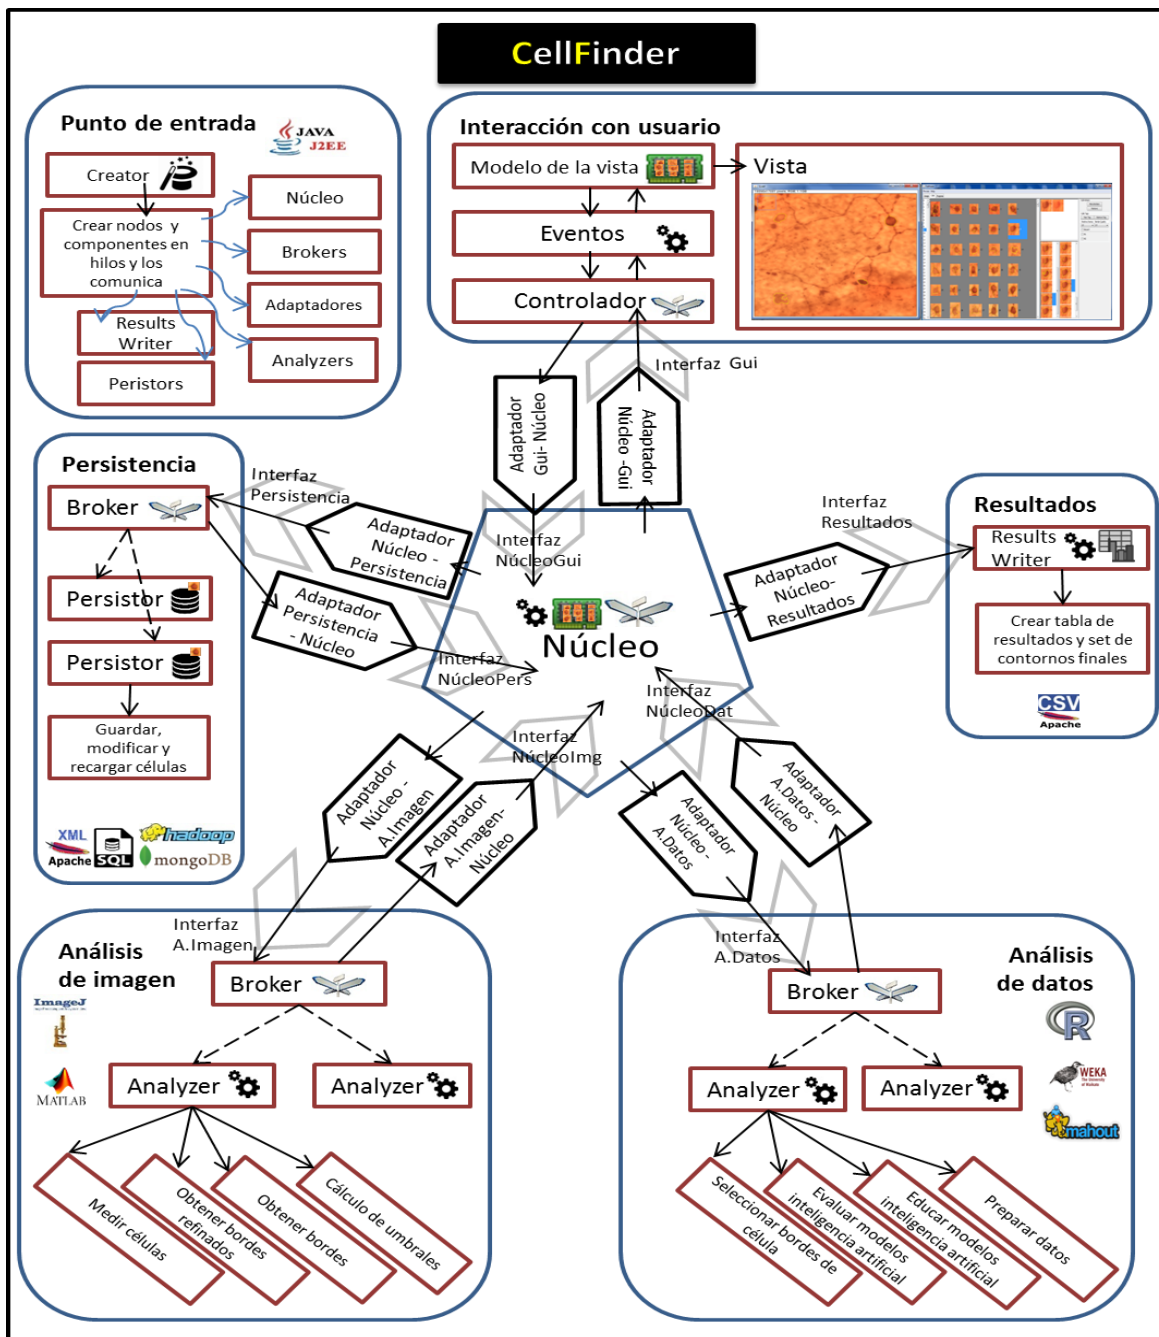 CellFinder
Punto de entrada
JAVA
J2EE
Creator
Crear nodos y
componentes en
hilos y los
comunica
Núcleo
Brokers
Adaptadores
Analyzers
Results
Writer
Peristors
Interacción con usuario
Modelo de la vista
Eventos
Controlador
Vista
Interfaz Gui
Adaptador
Gui- Núcleo
Adaptador
Núcleo -Gui
Persistencia
Broker
Persistor
Persistor
Guardar,
modificar y
recargar células
XML
Apache
SQL
hadoop
mongoDB
Interfaz
Persistencia
Adaptador
Núcleo -
Persistencia
Adaptador
Persistencia
- Núcleo
Interfaz
NúcleoGui
Núcleo
Interfaz
NúcleoPers
Interfaz
NúcleoImg
Interfaz
NúcleoDat
Interfaz
Resultados
Adaptador
Núcleo-
Resultados
Resultados
Results
Writer
Crear tabla de
resultados y set de
contornos finales
CSV
Apache
Adaptador
Núcleo -
A.Imagen
Adaptador
A.Imagen-
Núcleo
Adaptador
Núcleo -
A.Datos
Adaptador
A.Datos -
Núcleo
Interfaz
A.Imagen
Análisis
de imagen
ImageJ
MATLAB
Broker
Analyzer
Analyzer
Medir células
Obtener bordes
refinados
Obtener bordes
Cálculo de umbrales
Interfaz
A.Datos
Análisis
de datos
R
WEKA
The University
of Waikato
mahout
Broker
Analyzer
Analyzer
Seleccionar bordes de
célula
Evaluar modelos
inteligencia artificial
Educar modelos
inteligencia artificial
Preparar datos